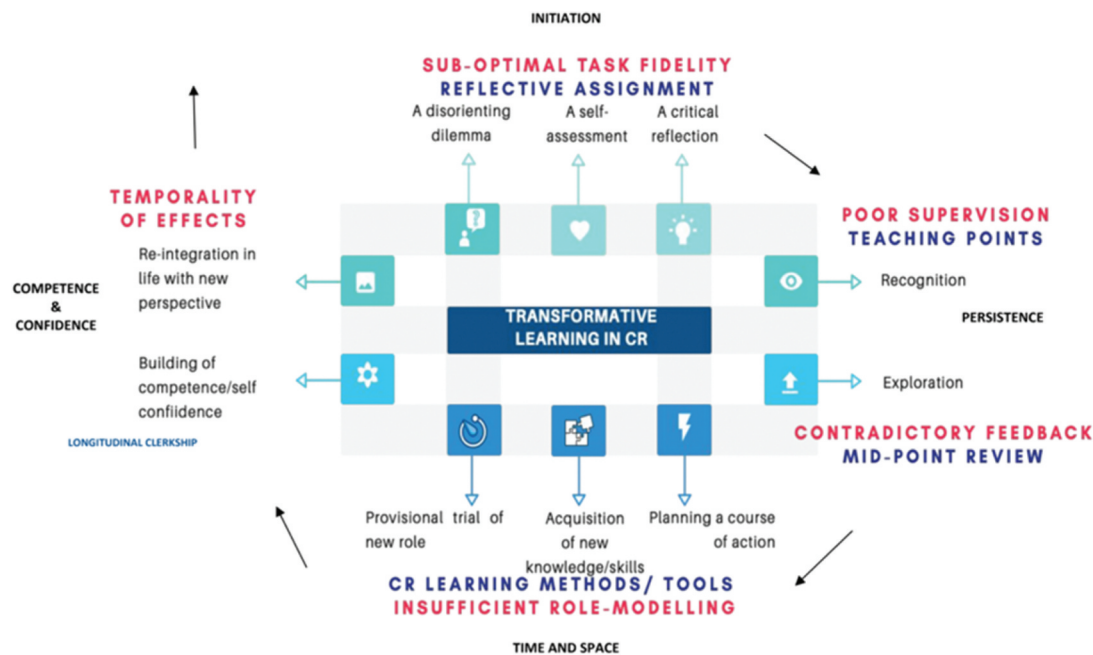 INITIATION
SUB-OPTIMAL TASK FIDELITY
REFLECTIVE ASSIGNMENT
A disorienting
dilemma
A self-
assessment
A critical
reflection
TEMPORALITY
OF EFFECTS
Re-integration in
life with new
perspective
COMPETENCE
&
CONFIDENCE
Building of
competence/self
confiidence
LONGITUDINAL CLERKSHIP
?
TRANSFORMATIVE
LEARNING IN CR
POOR SUPERVISION
TEACHING POINTS
Recognition
PERSISTENCE
Exploration
CONTRADICTORY FEEDBACK
MID-POINT REVIEW
Provisional trial of
new role
Acquisition
of new
knowledge/skills
Planning a course
of action
CR LEARNING METHODS/ TOOLS
INSUFFICIENT ROLE-MODELLING
TIME AND SPACE